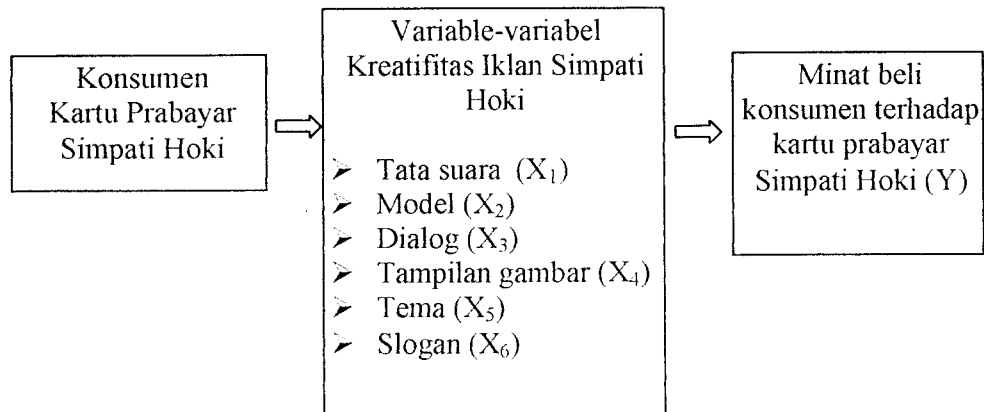 Konsumen
Kartu Prabayar
Simpati Hoki
Variable-variabel
Kreatifitas Iklan Simpati
Hoki
➢ Tata suara (X₁)
➢ Model (X₂)
➢ Dialog (X₃)
➢ Tampilan gambar (X₄)
➢ Tema (X₅)
➢ Slogan (X₆)
Minat beli
konsumen terhadap
kartu prabayar
Simpati Hoki (Y)